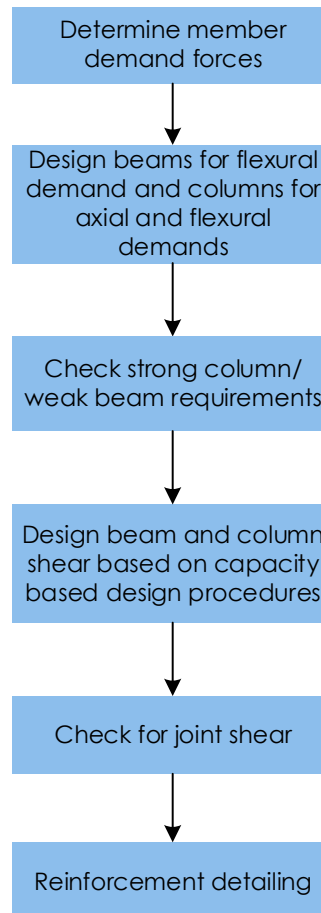 Determine member
demand forces
Design beams for flexural
demand and columns for
axial and flexural
demands
Check strong column/
weak beam requirements
Design beam and column
shear based on capacity
based design procedures
Check for joint shear
Reinforcement detailing